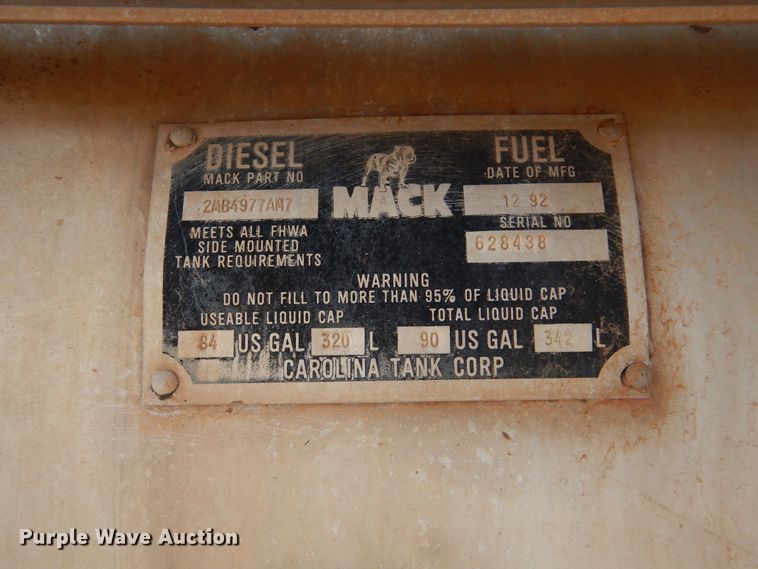 DIESEL FUEL
MACK PART NO DATE OF MFG
2MB4977AM7 MACK 12 92
MEETS ALL FHWA SERIAL NO
SIDE MOUNTED 628438
TANK REQUIREMENTS
WARNING
DO NOT FILL TO MORE THAN 95% OF LIQUID CAP
USEABLE LIQUID CAP TOTAL LIQUID CAP
84 US GAL 320 L 90 US GAL 342 L
CAROLINA TANK CORP
Purple Wave Auction